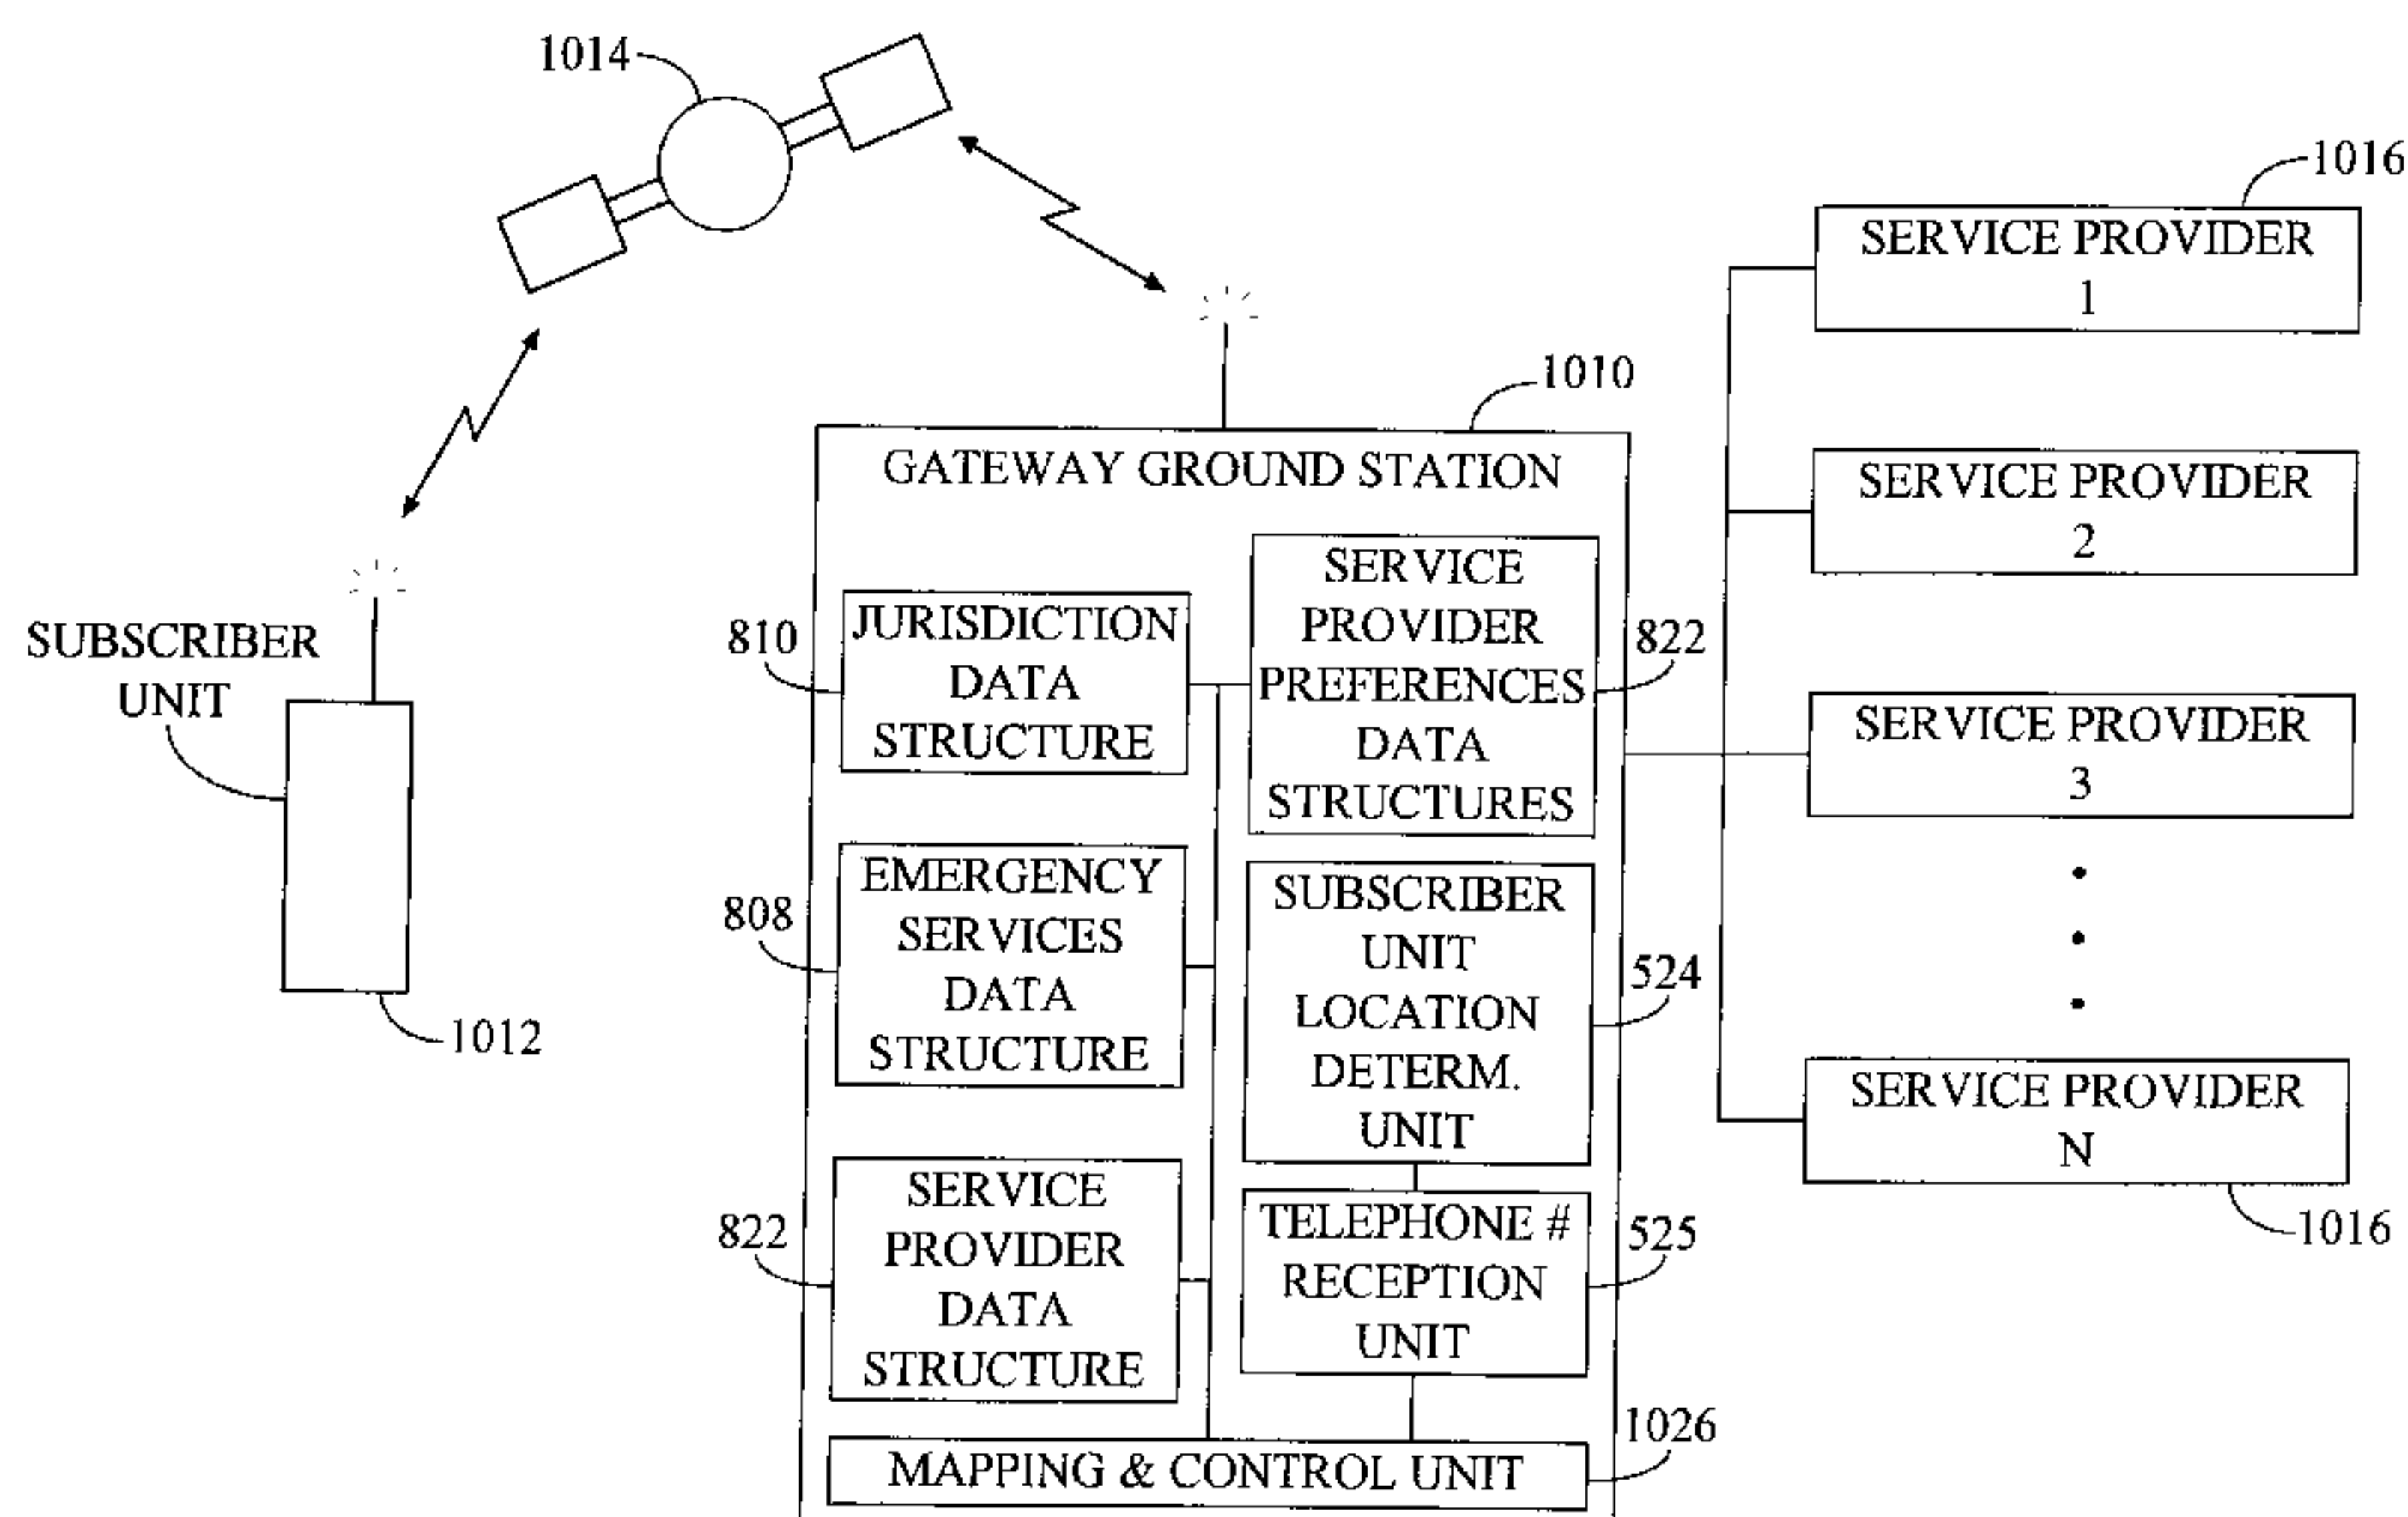 1014
1016
SERVICE PROVIDER
1
1010
GATEWAY GROUND STATION
SERVICE PROVIDER
2
SUBSCRIBER
UNIT
1012
810
JURISDICTION
DATA
STRUCTURE
SERVICE
PROVIDER
PREFERENCES
DATA
STRUCTURES
822
SERVICE PROVIDER
3
808
EMERGENCY
SERVICES
DATA
STRUCTURE
SUBSCRIBER
UNIT
LOCATION
DETERM.
UNIT
524
SERVICE PROVIDER
N
1016
822
SERVICE
PROVIDER
DATA
STRUCTURE
TELEPHONE #
RECEPTION
UNIT
525
1026
MAPPING & CONTROL UNIT